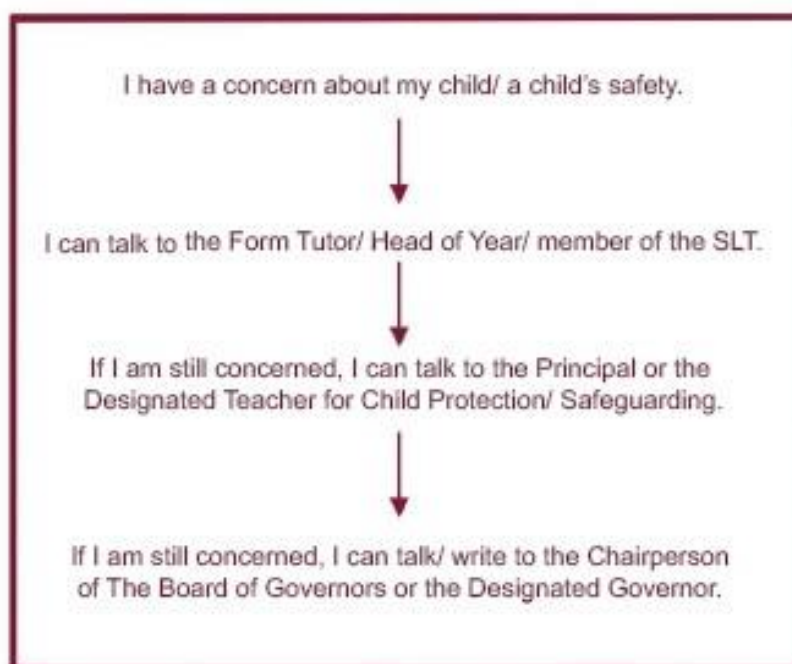 I have a concern about my child/ a child's safety.
I can talk to the Form Tutor/ Head of Year/ member of the SLT.
If I am still concerned, I can talk to the Principal or the
Designated Teacher for Child Protection/ Safeguarding.
If I am still concerned, I can talk/ write to the Chairperson
of The Board of Governors or the Designated Governor.